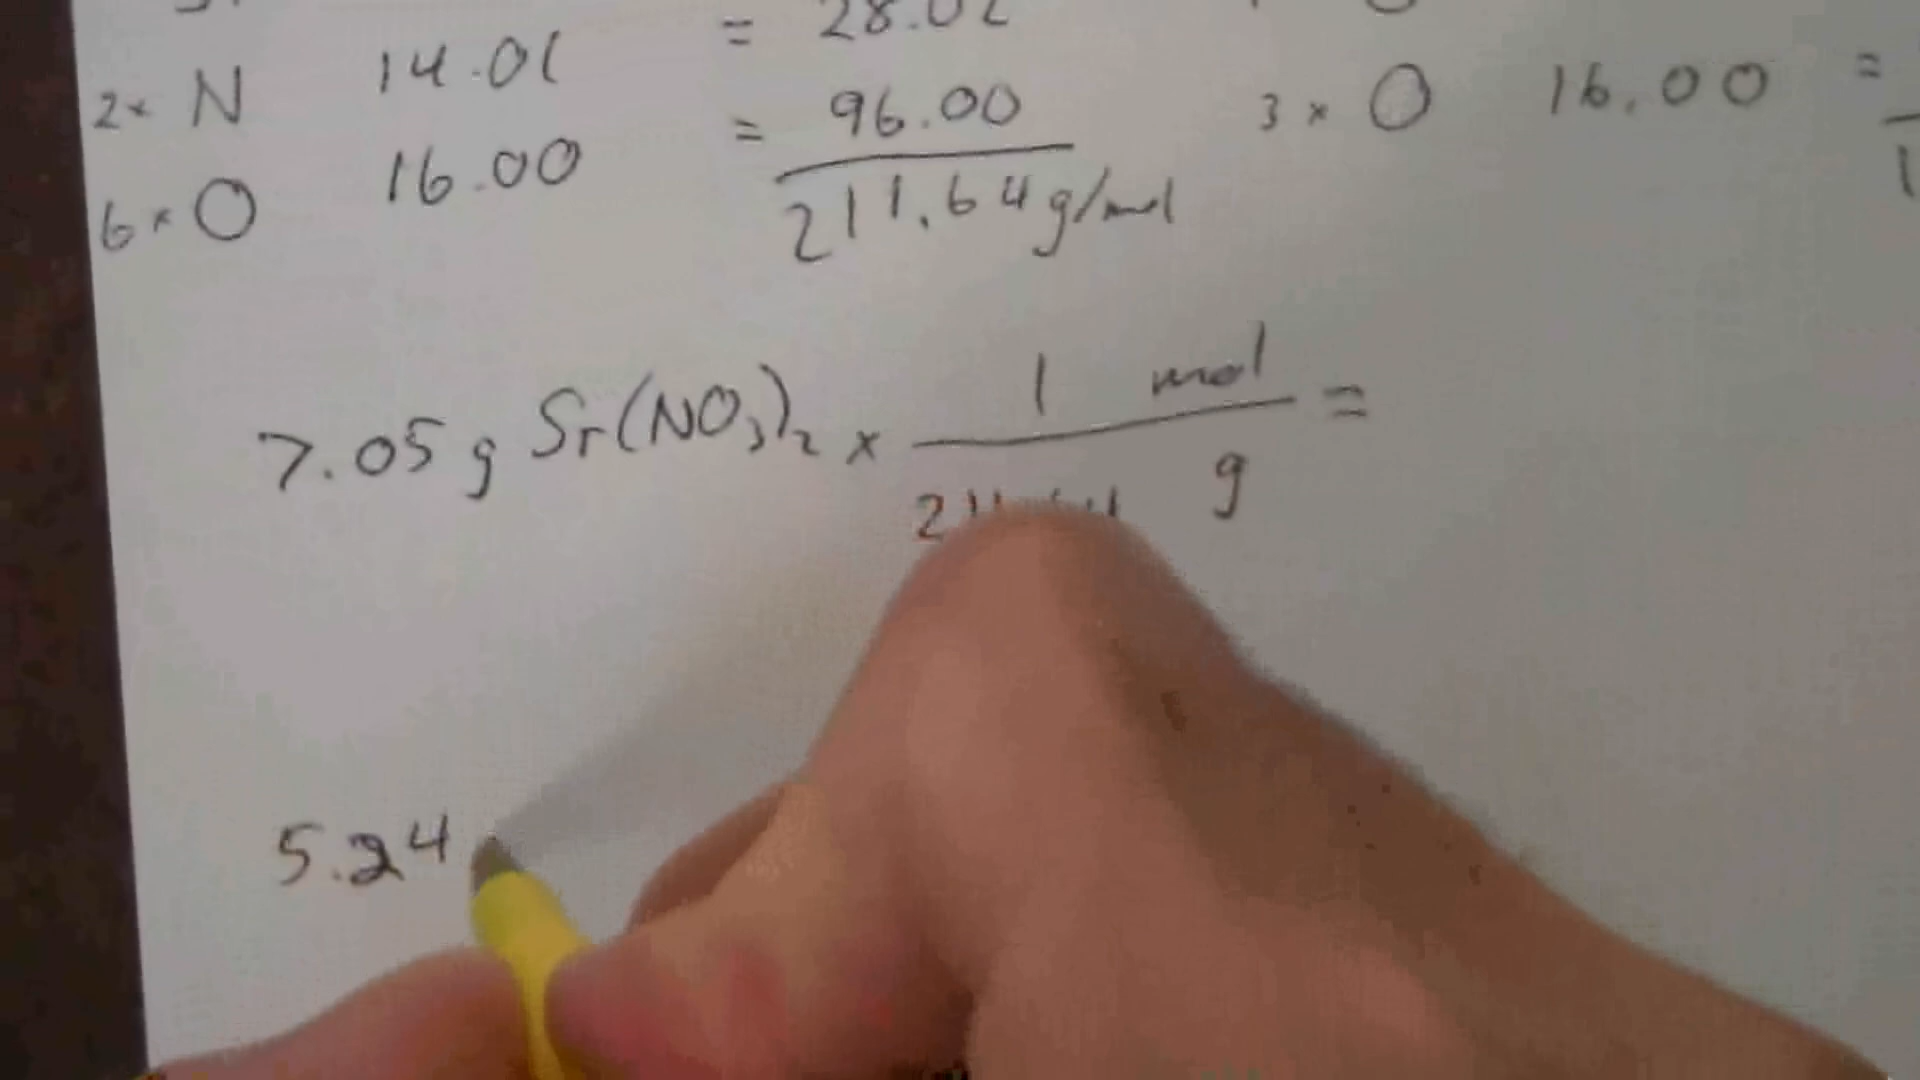 = 28.02
2× N 14.01
= 96.00
6× O 16.00
211.64 g/mol
3 × O 16.00 =
7.05 g Sr(NO3)2 × 1 mol =
g
5.24